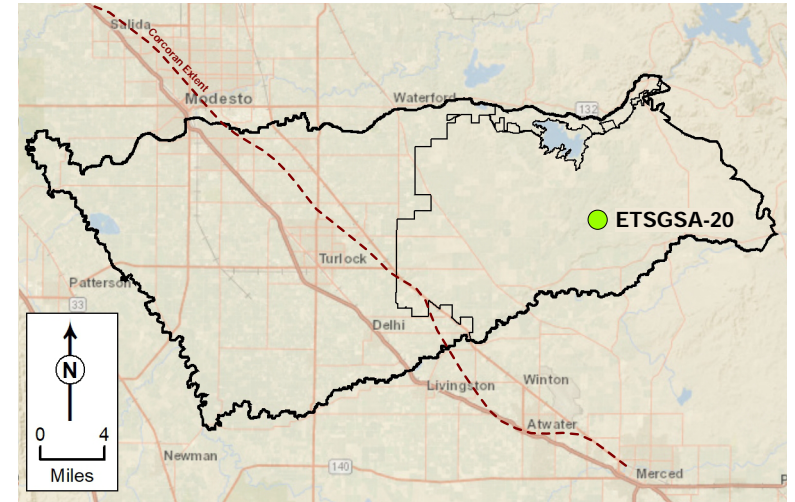 Salida
Corcoran Extent
Modesto
Waterford
132
ETSGSA-20
Turlock
Patterson
33
Delhi
N
Livingston
Winton
0 4
Miles
Atwater
Newman
140
Merced
P